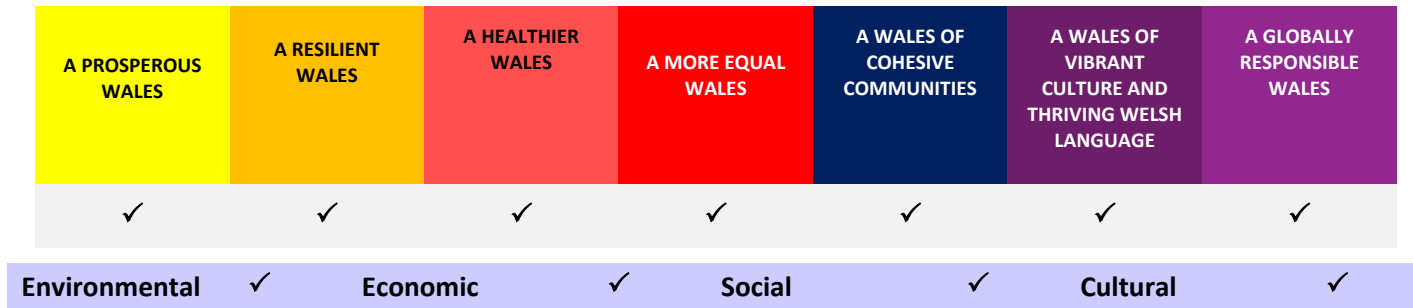 A PROSPEROUS
WALES
A RESILIENT
WALES
A HEALTHIER
WALES
A MORE EQUAL
WALES
A WALES OF
COHESIVE
COMMUNITIES
A WALES OF
VIBRANT
CULTURE AND
THRIVING WELSH
LANGUAGE
A GLOBALLY
RESPONSIBLE
WALES
✓ ✓ ✓ ✓ ✓ ✓ ✓
Environmental ✓ Economic ✓ Social ✓ Cultural ✓